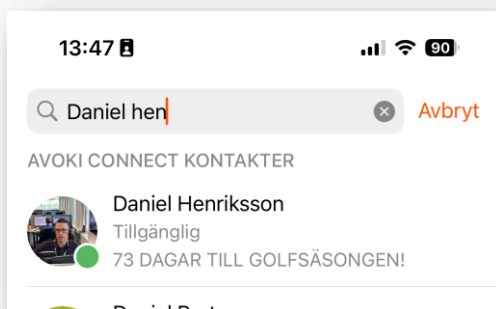 13:47
90
Daniel hen
Avbryt
AVOKI CONNECT KONTAKTER
Daniel Henriksson
Tillgänglig
73 DAGAR TILL GOLFSÄSONGEN!